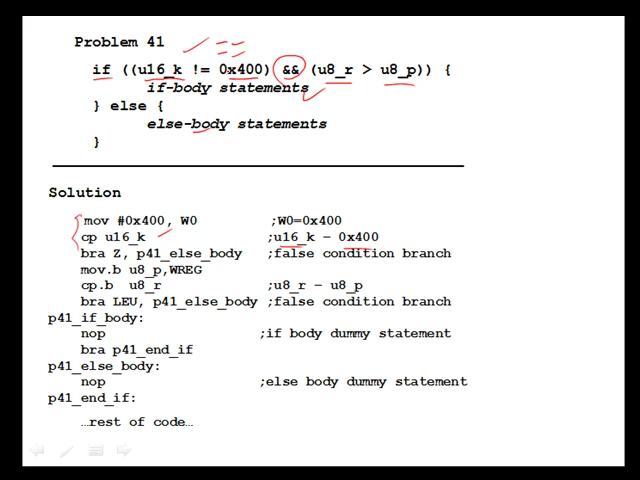 Problem 41
if ((u16_k != 0x400) && (u8_r > u8_p)) {
if-body statements
} else {
else-body statements
}
Solution
mov #0x400, W0 ;W0=0x400
cp u16_k ;u16_k – 0x400
bra Z, p41_else_body ;false condition branch
mov.b u8_p,WREG
cp.b u8_r ;u8_r – u8_p
bra LEU, p41_else_body ;false condition branch
p41_if_body:
nop ;if body dummy statement
bra p41_end_if
p41_else_body:
nop ;else body dummy statement
p41_end_if:
…rest of code…